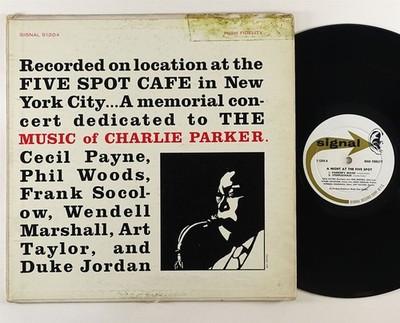 SIGNAL S1204
HIGH FIDELITY
Recorded on location at the
FIVE SPOT CAFE in New
York City...A memorial con-
cert dedicated to THE
MUSIC of CHARLIE PARKER.
Cecil Payne,
Phil Woods,
Frank Socol-
ow, Wendell
Marshall, Art
Taylor, and
Duke Jordan
signal
A NIGHT AT THE FIVE SPOT